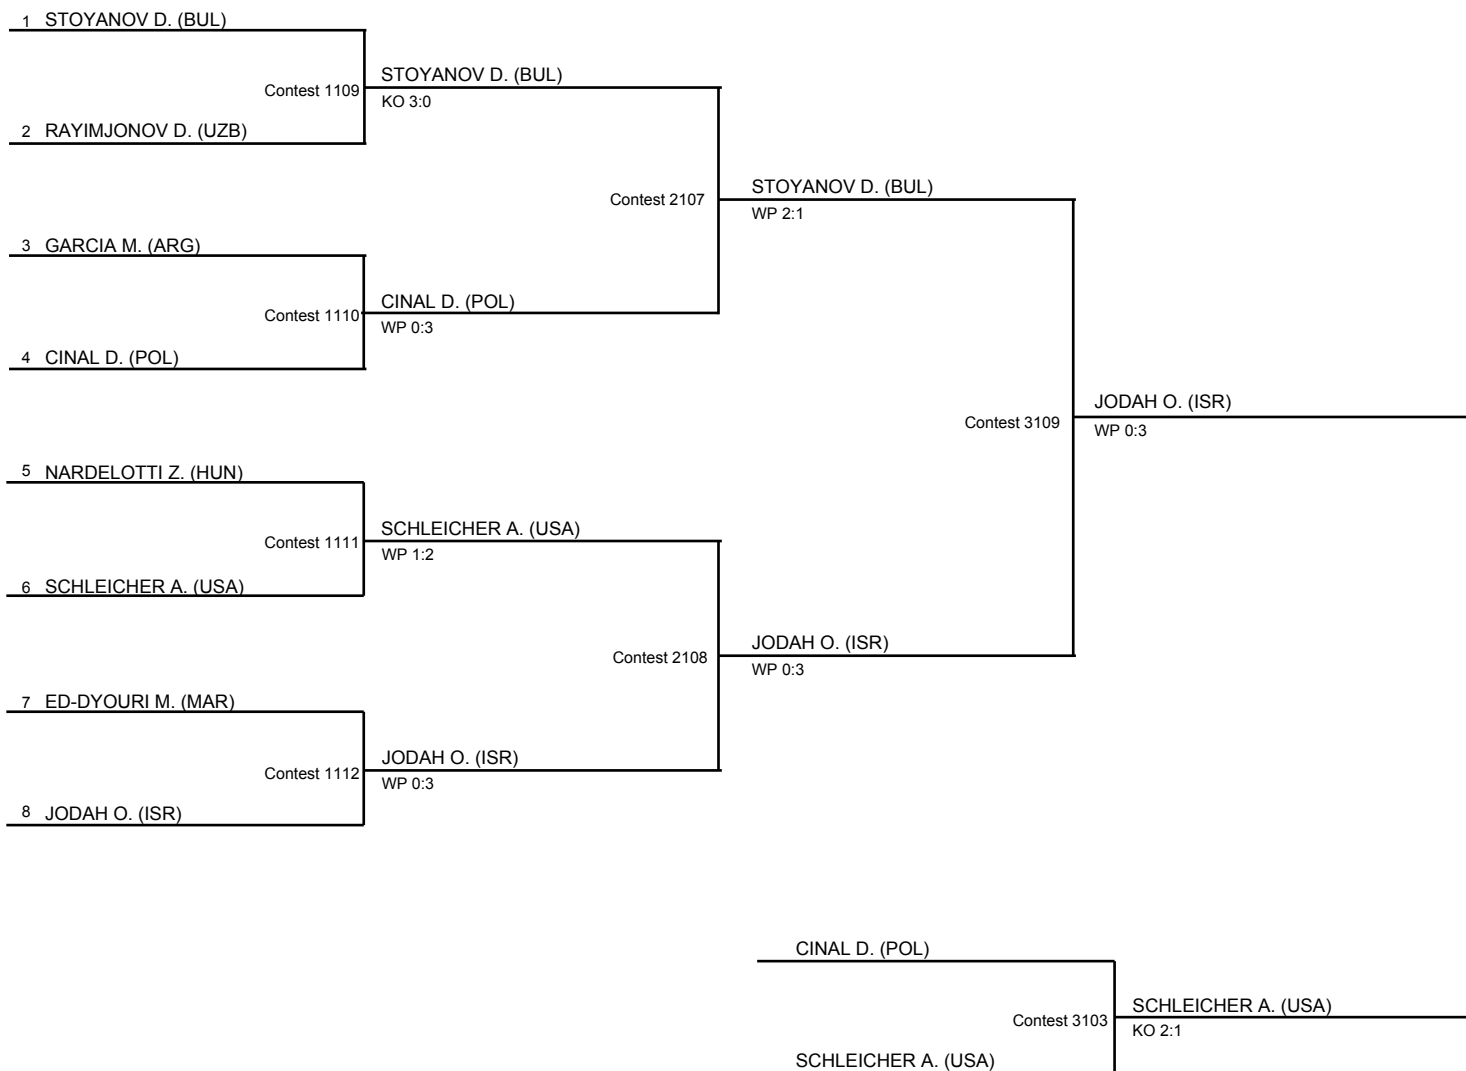 1 STOYANOV D. (BUL)
Contest 1109
STOYANOV D. (BUL)
KO 3:0
2 RAYIMJONOV D. (UZB)
Contest 2107
STOYANOV D. (BUL)
WP 2:1
3 GARCIA M. (ARG)
Contest 1110
CINAL D. (POL)
WP 0:3
4 CINAL D. (POL)
Contest 3109
JODAH O. (ISR)
WP 0:3
5 NARDELOTTI Z. (HUN)
Contest 1111
SCHLEICHER A. (USA)
WP 1:2
6 SCHLEICHER A. (USA)
Contest 2108
JODAH O. (ISR)
WP 0:3
7 ED-DYOURI M. (MAR)
Contest 1112
JODAH O. (ISR)
WP 0:3
8 JODAH O. (ISR)
CINAL D. (POL)
Contest 3103
SCHLEICHER A. (USA)
KO 2:1
SCHLEICHER A. (USA)